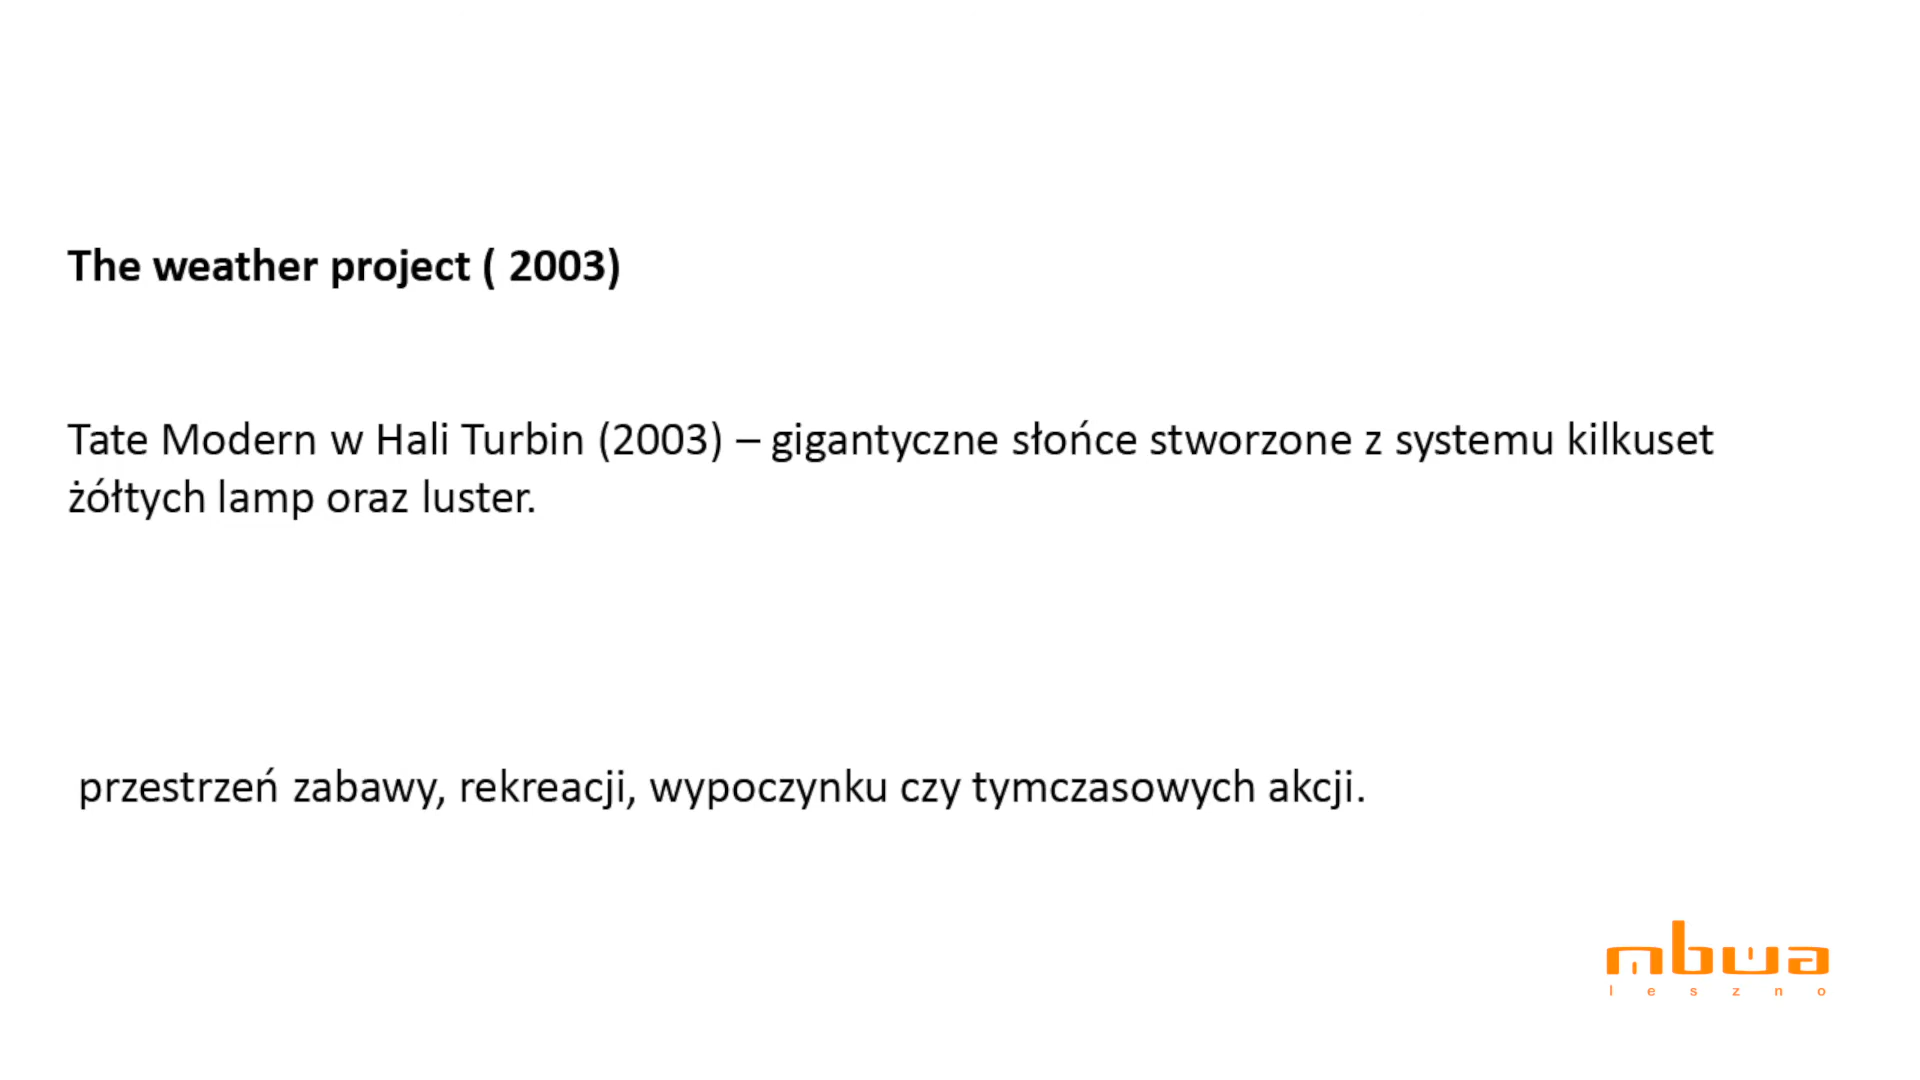 The weather project ( 2003)
Tate Modern w Hali Turbin (2003) – gigantyczne słońce stworzone z systemu kilkuset
żółtych lamp oraz luster.
przestrzeń zabawy, rekreacji, wypoczynku czy tymczasowych akcji.
mbwa
leszno